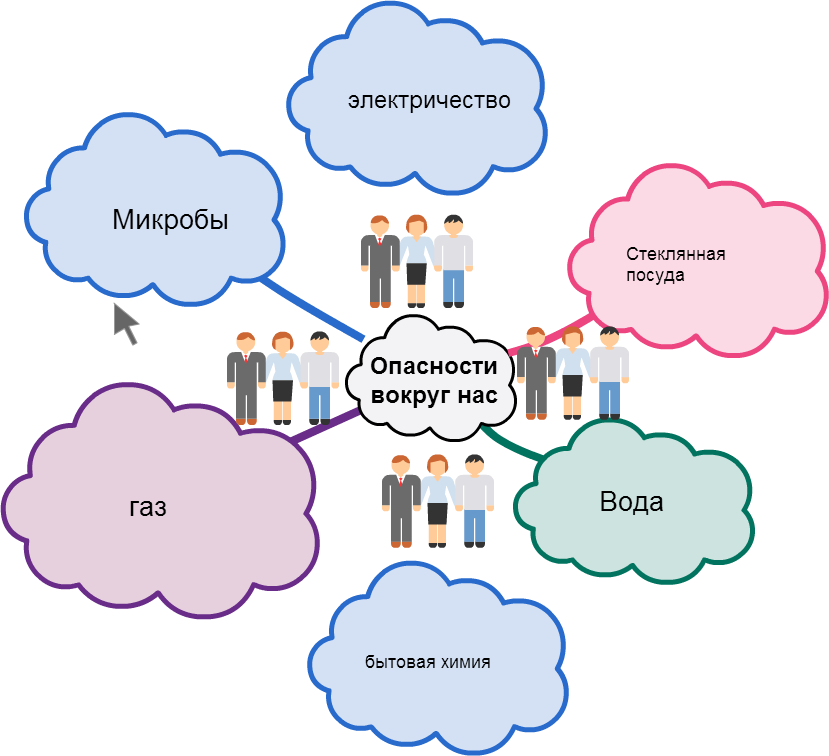 электричество
Микробы
Стеклянная
посуда
Опасности
вокруг нас
газ
Вода
бытовая химия